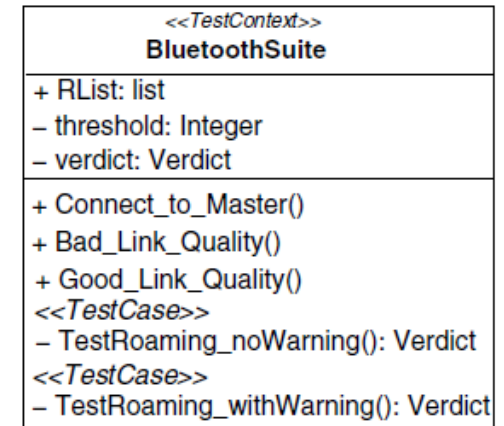 <<TestContext>>
BluetoothSuite
+ RList: list
– threshold: Integer
– verdict: Verdict
+ Connect_to_Master()
+ Bad_Link_Quality()
+ Good_Link_Quality()
<<TestCase>>
– TestRoaming_noWarning(): Verdict
<<TestCase>>
– TestRoaming_withWarning(): Verdict